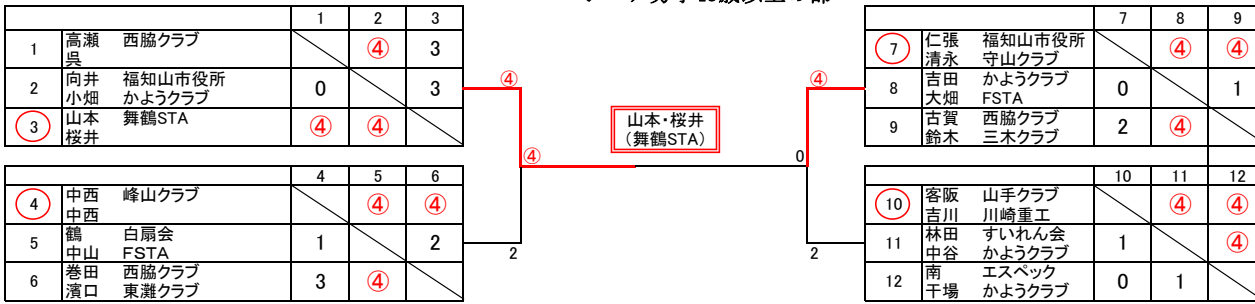 1 2 3
1 高瀬 西脇クラブ ④ 3
呉
2 向井 福知山市役所 0 3
小畑 かようクラブ
3 山本 舞鶴STA ④ ④
桜井
4 5 6
4 中西 峰山クラブ ④ ④
中西
5 鶴 白扇会 1 2
中山 FSTA
6 巻田 西脇クラブ 3 ④
濱口 東灘クラブ
④
④
2
山本・桜井
(舞鶴STA)
④
0
2
7 8 9
7 仁張 福知山市役所 ④ ④
清永 守山クラブ
8 吉田 かようクラブ 0 1
大畑 FSTA
9 古賀 西脇クラブ 2 ④
鈴木 三木クラブ
10 11 12
10 客阪 山手クラブ ④ ④
吉川 川崎重工
11 林田 すいれん会 1 ④
中谷 かようクラブ
12 南 エスペック 0 1
干場 かようクラブ